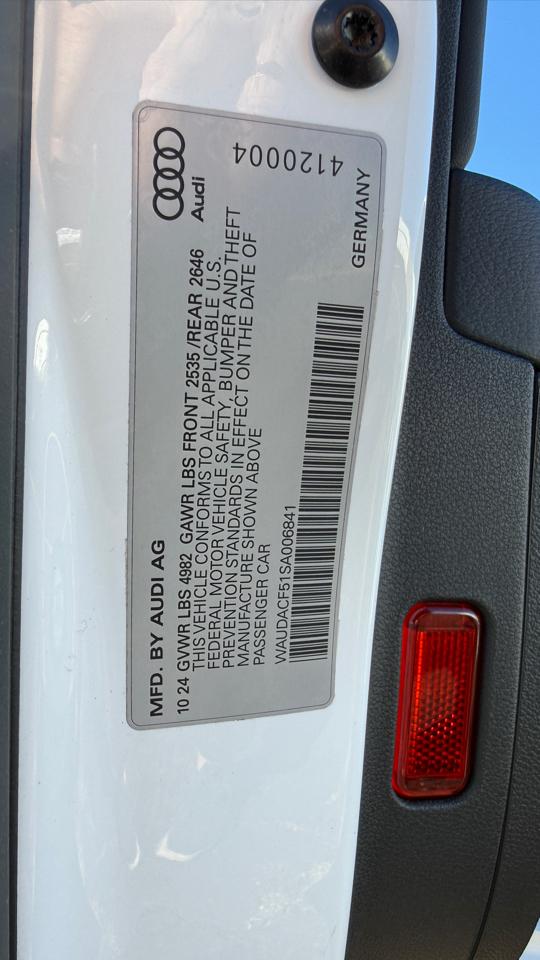 MFD. BY AUDI AG
Audi
10 24 GVWR LBS 4982 GAWR LBS FRONT 2535 /REAR 2646
THIS VEHICLE CONFORMS TO ALL APPLICABLE U.S.
FEDERAL MOTOR VEHICLE SAFETY, BUMPER AND THEFT
PREVENTION STANDARDS IN EFFECT ON THE DATE OF
MANUFACTURE SHOWN ABOVE
PASSENGER CAR
4120004
WAUDACF51SA006841
GERMANY